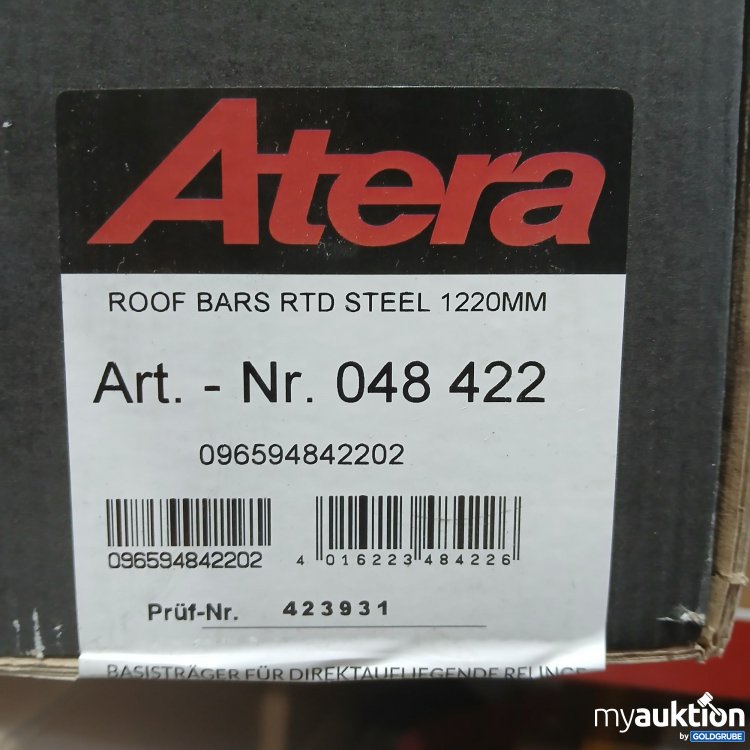 Atera
ROOF BARS RTD STEEL 1220MM
Art. - Nr. 048 422
096594842202
096594842202
4 016223 484226
Prüf-Nr. 423931
BASISTRÄGER FÜR DIREKTAUFLIEGENDE RELINGE
myauktion
by GOLDGRUBE